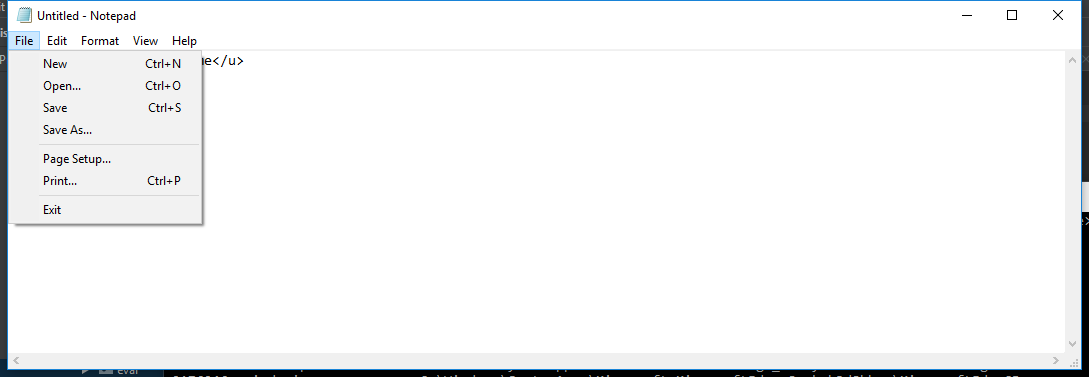 Untitled - Notepad
File Edit Format View Help
New Ctrl+N
Open... Ctrl+O
Save Ctrl+S
Save As...
Page Setup...
Print... Ctrl+P
Exit
e</u>
eval